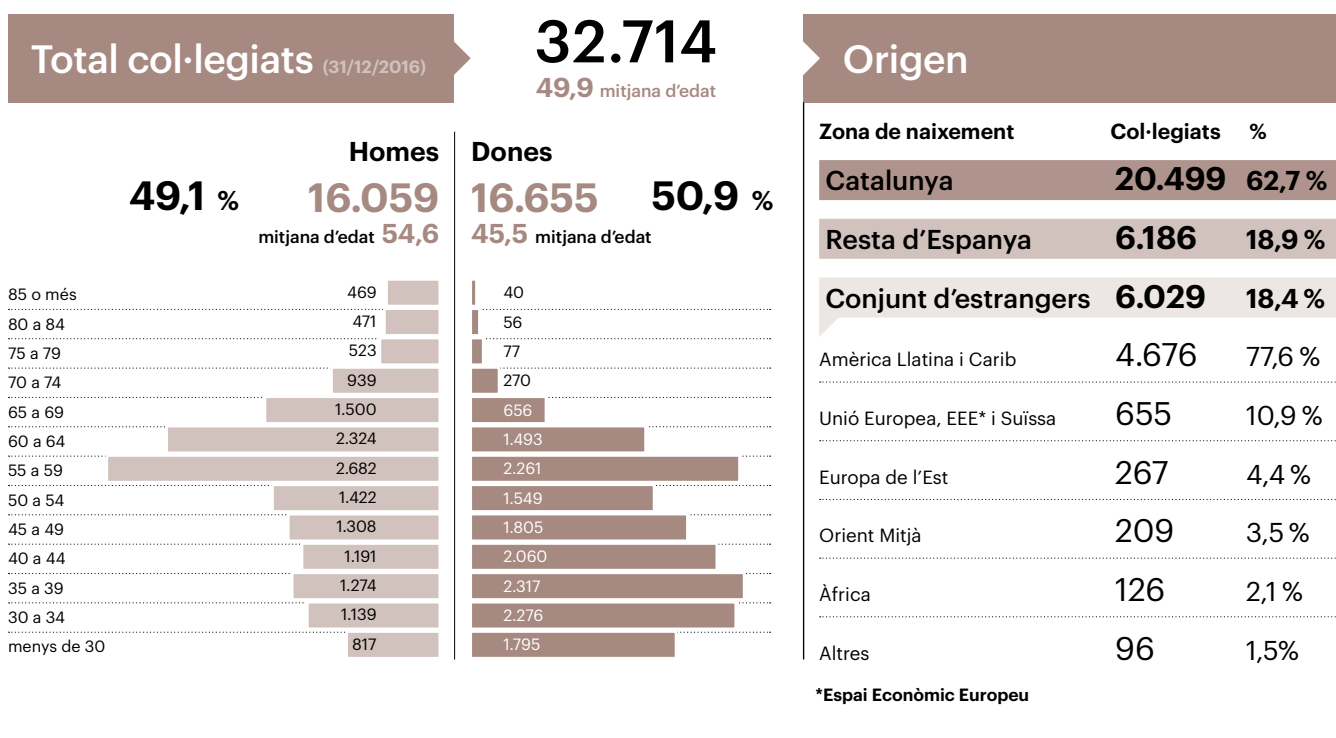 Total col·legiats (31/12/2016)
32.714
49,9 mitjana d'edat
Homes Dones
49,1 % 16.059 16.655 50,9 %
mitjana d'edat 54,6 45,5 mitjana d'edat
85 o més 469 40
80 a 84 471 56
75 a 79 523 77
70 a 74 939 270
65 a 69 1.500 656
60 a 64 2.324 1.493
55 a 59 2.682 2.261
50 a 54 1.422 1.549
45 a 49 1.308 1.805
40 a 44 1.191 2.060
35 a 39 1.274 2.317
30 a 34 1.139 2.276
menys de 30 817 1.795
Origen
Zona de naixement Col·legiats %
Catalunya 20.499 62,7 %
Resta d'Espanya 6.186 18,9 %
Conjunt d'estrangers 6.029 18,4 %
Amèrica Llatina i Carib 4.676 77,6 %
Unió Europea, EEE* i Suïssa 655 10,9 %
Europa de l'Est 267 4,4 %
Orient Mitjà 209 3,5 %
Àfrica 126 2,1 %
Altres 96 1,5%
*Espai Econòmic Europeu